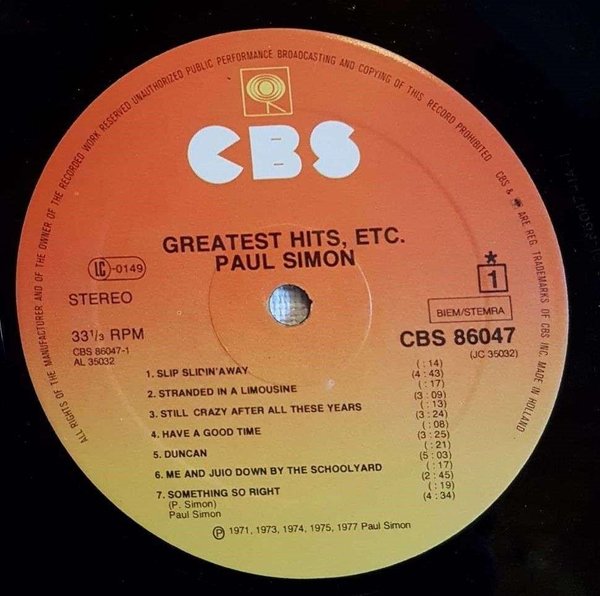 ALL RIGHTS OF THE MANUFACTURER AND OF THE OWNER OF THE RECORDED WORK RESERVED UNAUTHORIZED PUBLIC PERFORMANCE BROADCASTING AND COPYING OF THIS RECORD PROHIBITED CBS & ARE REG. TRADEMARKS OF CBS INC. MADE IN HOLLAND
CBS
GREATEST HITS, ETC.
PAUL SIMON
LC-0149
STEREO
* 1
BIEM/STEMRA
33 1/3 RPM
CBS 86047
CBS 86047-1
(JC 35032)
AL 35032
(:14)
1. SLIP SLIDIN'AWAY (4:43)
(:17)
2. STRANDED IN A LIMOUSINE (3:09)
(:13)
3. STILL CRAZY AFTER ALL THESE YEARS (3:24)
(:08)
4. HAVE A GOOD TIME (3:25)
(:21)
5. DUNCAN (5:03)
(:17)
6. ME AND JUIO DOWN BY THE SCHOOLYARD (2:45)
(:19)
7. SOMETHING SO RIGHT (4:34)
(P. Simon)
Paul Simon
Ⓟ 1971, 1973, 1974, 1975, 1977 Paul Simon